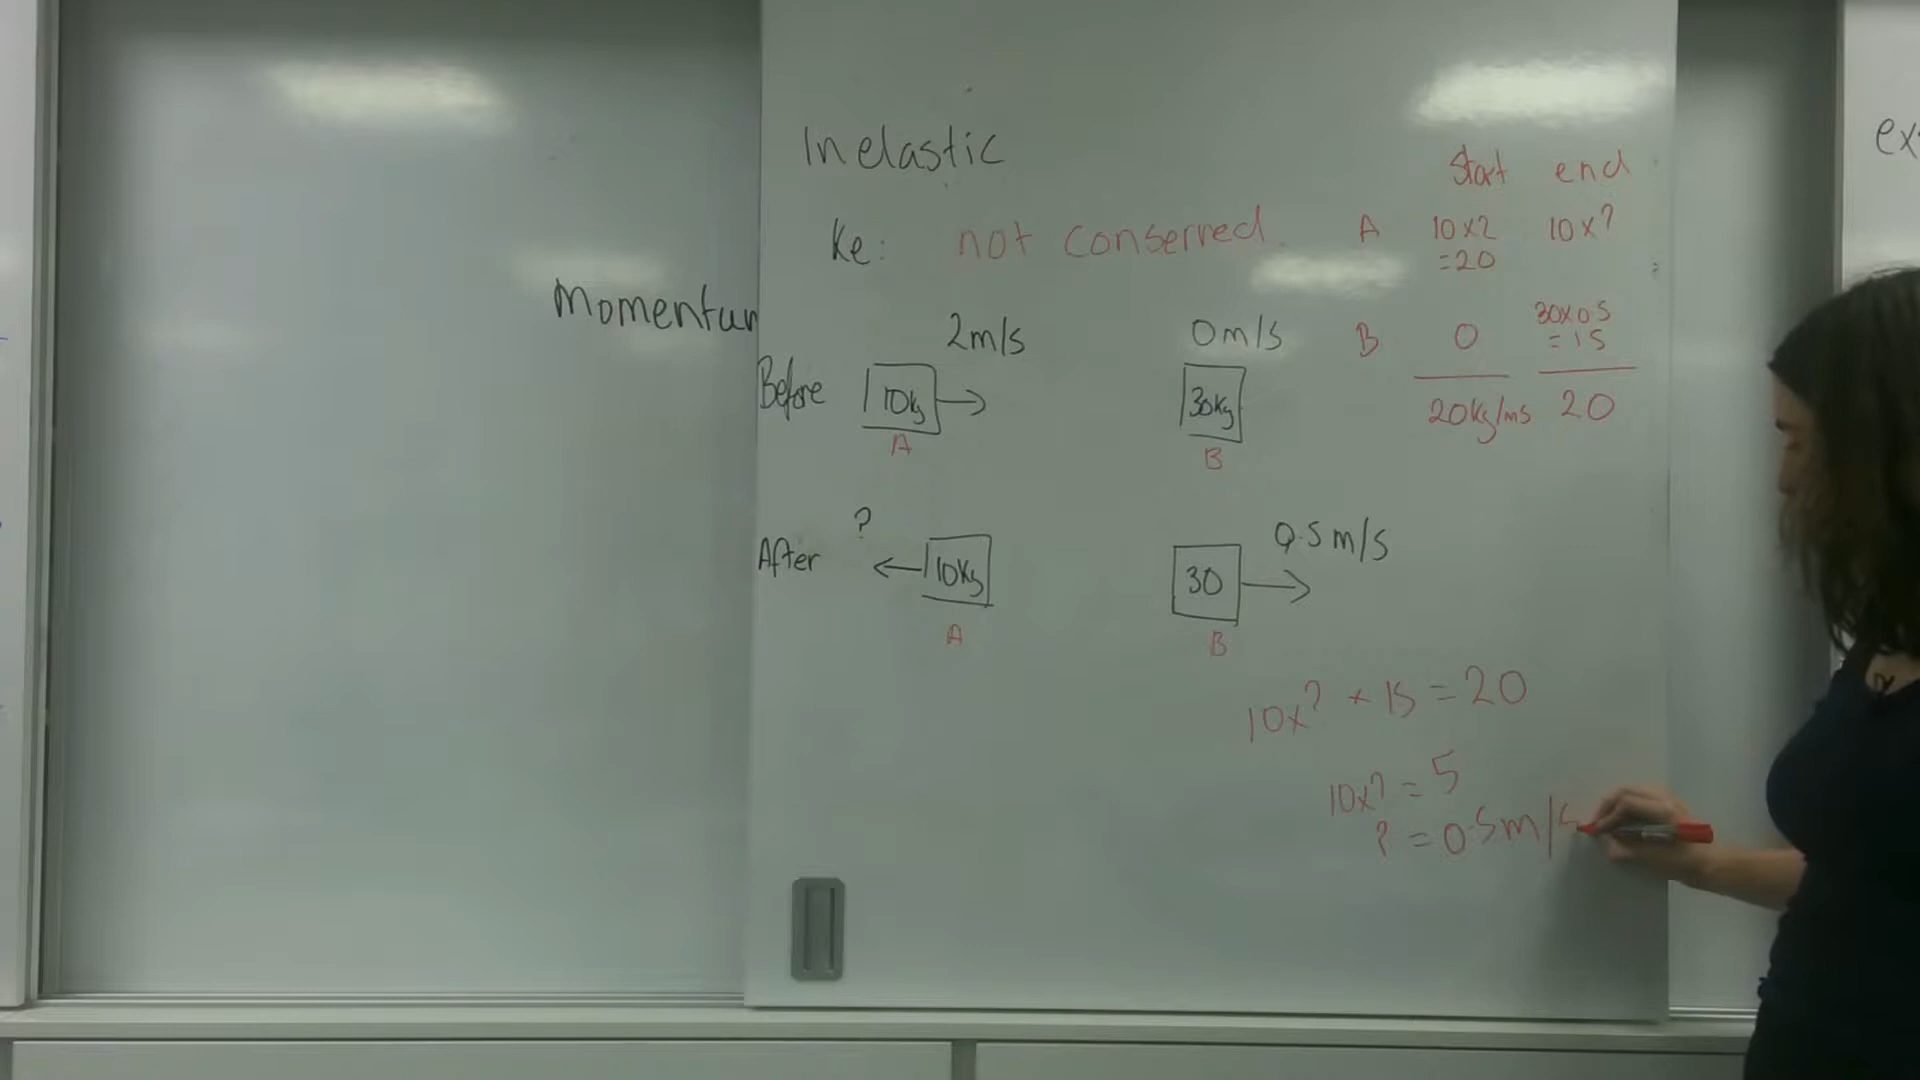 Inelastic
Ke: not conserved.
Momentum
Before
2m/s
10kg
A
0m/s
30kg
B
After
?
10kg
A
0.5m/s
30
B
Start end
A 10x2 10x?
=20
B 0 30x0.5
=15
20kg/ms 20
10x? + 15 = 20
10x? = 5
? = 0.5m/s